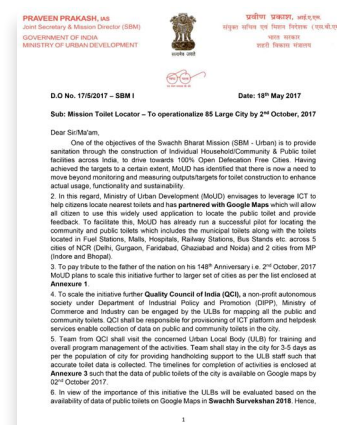 PRAVEEN PRAKASH, IAS
Joint Secretary & Mission Director (SBM)
GOVERNMENT OF INDIA
MINISTRY OF URBAN DEVELOPMENT
सत्यमेव जयते
प्रवीण प्रकाश, आई.ए.एस.
संयुक्त सचिव एवं मिशन निदेशक (एस.बी.एम)
भारत सरकार
शहरी विकास मंत्रालय
D.O No. 17/5/2017 – SBM I Date: 18th May 2017
Sub: Mission Toilet Locator – To operationalize 85 Large City by 2nd October, 2017
Dear Sir/Ma'am,
One of the objectives of the Swachh Bharat Mission (SBM - Urban) is to provide
sanitation through the construction of Individual Household/Community & Public toilet
facilities across India, to drive towards 100% Open Defecation Free Cities. Having
achieved the targets to a certain extent, MoUD has identified that there is now a need to
move beyond monitoring and measuring outputs/targets for toilet construction to enhance
actual usage, functionality and sustainability.
2. In this regard, Ministry of Urban Development (MoUD) envisages to leverage ICT to
help citizens locate nearest toilets and has partnered with Google Maps which will allow
all citizen to use this widely used application to locate the public toilet and provide
feedback. To facilitate this, MoUD has already run a successful pilot for locating the
community and public toilets which includes the municipal toilets along with the toilets
located in Fuel Stations, Malls, Hospitals, Railway Stations, Bus Stands etc. across 5
cities of NCR (Delhi, Gurgaon, Faridabad, Ghaziabad and Noida) and 2 cities from MP
(Indore and Bhopal).
3. To pay tribute to the father of the nation on his 148th Anniversary i.e. 2nd October, 2017
MoUD plans to scale this initiative further to larger set of cities as per the list enclosed at
Annexure 1.
4. To scale the initiative further Quality Council of India (QCI), a non-profit autonomous
society under Department of Industrial Policy and Promotion (DIPP), Ministry of
Commerce and Industry can be engaged by the ULBs for mapping all the public and
community toilets. QCI shall be responsible for provisioning of ICT platform and helpdesk
services enable collection of data on public and community toilets in the city.
5. Team from QCI shall visit the concerned Urban Local Body (ULB) for training and
overall program management of the activities. Team shall stay in the city for 3-5 days as
per the population of city for providing handholding support to the ULB staff such that
accurate toilet data is collected. The timelines for completion of activities is enclosed at
Annexure 3 such that the data of public toilets of the city is available on Google maps by
02nd October 2017.
6. In view of the importance of this initiative the ULBs will be evaluated based on the
availability of data of public toilets on Google Maps in Swachh Survekshan 2018. Hence,
1